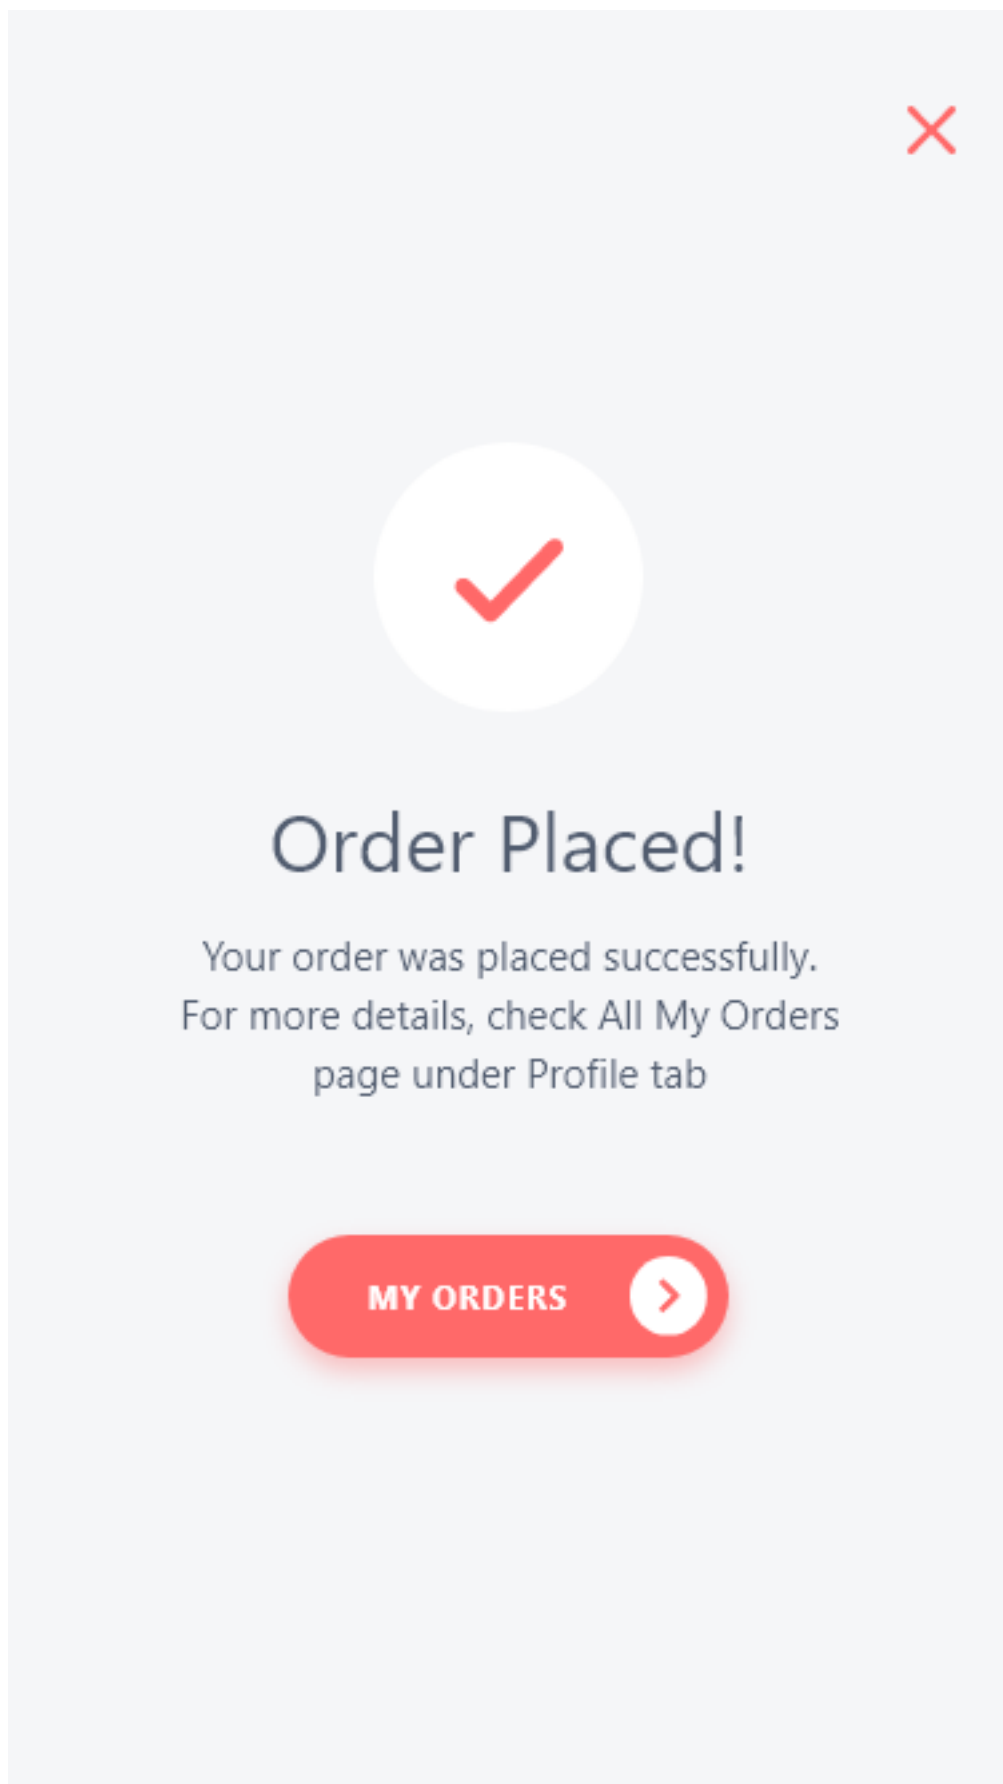 Order Placed!
Your order was placed successfully.
For more details, check All My Orders
page under Profile tab
MY ORDERS